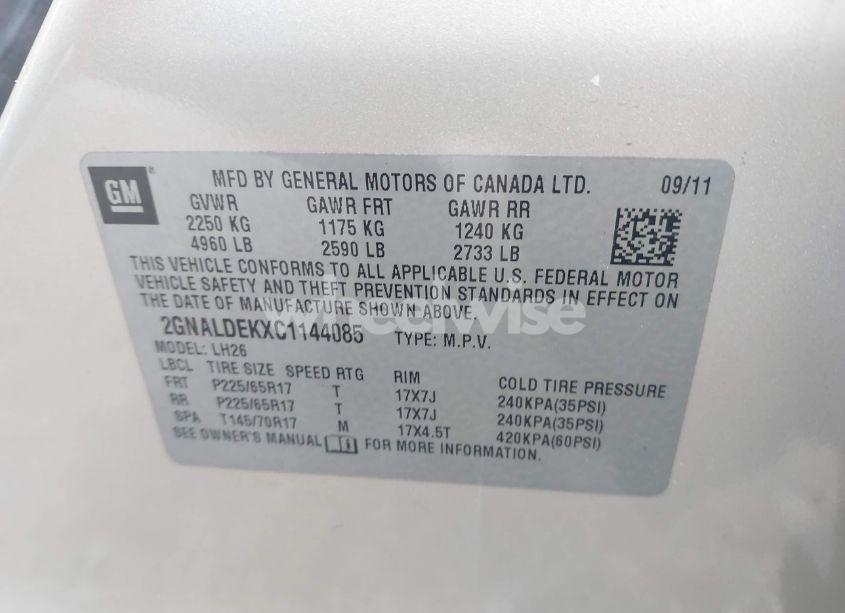 GM
MFD BY GENERAL MOTORS OF CANADA LTD. 09/11
GVWR GAWR FRT GAWR RR
2250 KG 1175 KG 1240 KG
4960 LB 2590 LB 2733 LB
THIS VEHICLE CONFORMS TO ALL APPLICABLE U.S. FEDERAL MOTOR
VEHICLE SAFETY AND THEFT PREVENTION STANDARDS IN EFFECT ON
THE DATE OF MANUFACTURE SHOWN ABOVE.
wheelwise
2GNALDEKXC1144085 TYPE: M.P.V.
MODEL: LH26
LBCL TIRE SIZE SPEED RTG RIM COLD TIRE PRESSURE
FRT P225/65R17 T 17X7J 240KPA(35PSI)
RR P225/65R17 T 17X7J 240KPA(35PSI)
SPA T145/70R17 M 17X4.5T 420KPA(60PSI)
SEE OWNER'S MANUAL FOR MORE INFORMATION.